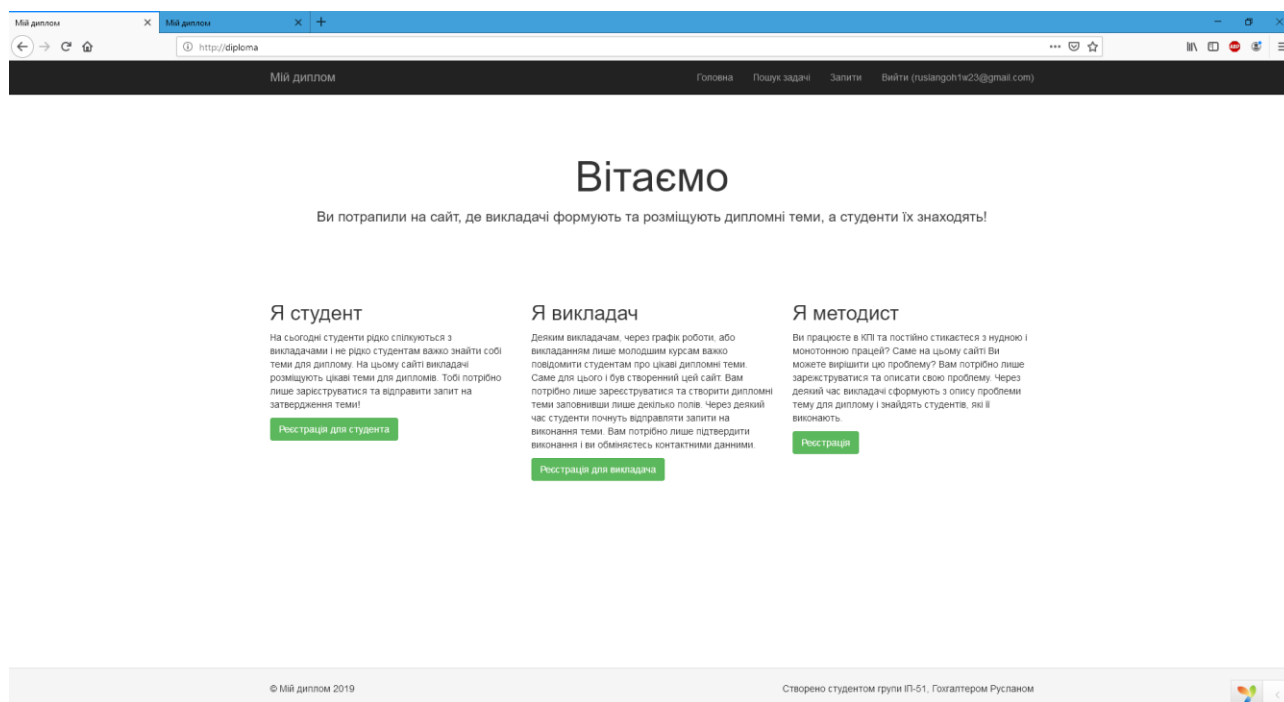 Мій диплом
Мій диплом
http://diploma
Мій диплом
Головна Пошук задачі Запити Вийти (ruslangoh1w23@gmail.com)
Вітаємо
Ви потрапили на сайт, де викладачі формують та розміщують дипломні теми, а студенти їх знаходять!
Я студент
На сьогодні студенти рідко спілкуються з
викладачами і не рідко студентам важко знайти собі
теми для диплому. На цьому сайті викладачі
розміщують цікаві теми для дипломів. Тобі потрібно
лише зарієструватися та відправити запит на
затвердження теми!
Реєстрація для студента
Я викладач
Деяким викладачам, через графік роботи, або
викладанням лише молодшим курсам важко
повідомити студентам про цікаві дипломні теми.
Саме для цього і був створенний цей сайт. Вам
потрібно лише зареєструватися та створити дипломні
теми заповнивши лише декілько полів. Через деякий
час студенти почнуть відправляти запити на
виконання теми. Вам потрібно лише підтвердити
виконання і ви обміняєтесь контактними данними.
Реєстрація для викладача
Я методист
Ви працюєте в КПІ та постійно стикаєтеся з нудною і
монотонною працей? Саме на цьому сайті Ви
можете вирішити цю проблему? Вам потрібно лише
зарежструватися та описати свою проблему. Через
деякий час викладачі сформують з опису проблеми
тему для диплому і знайдять студентів, які її
виконають.
Реєстрація
© Мій диплом 2019
Створено студентом групи ІП-51, Гохгалтером Русланом